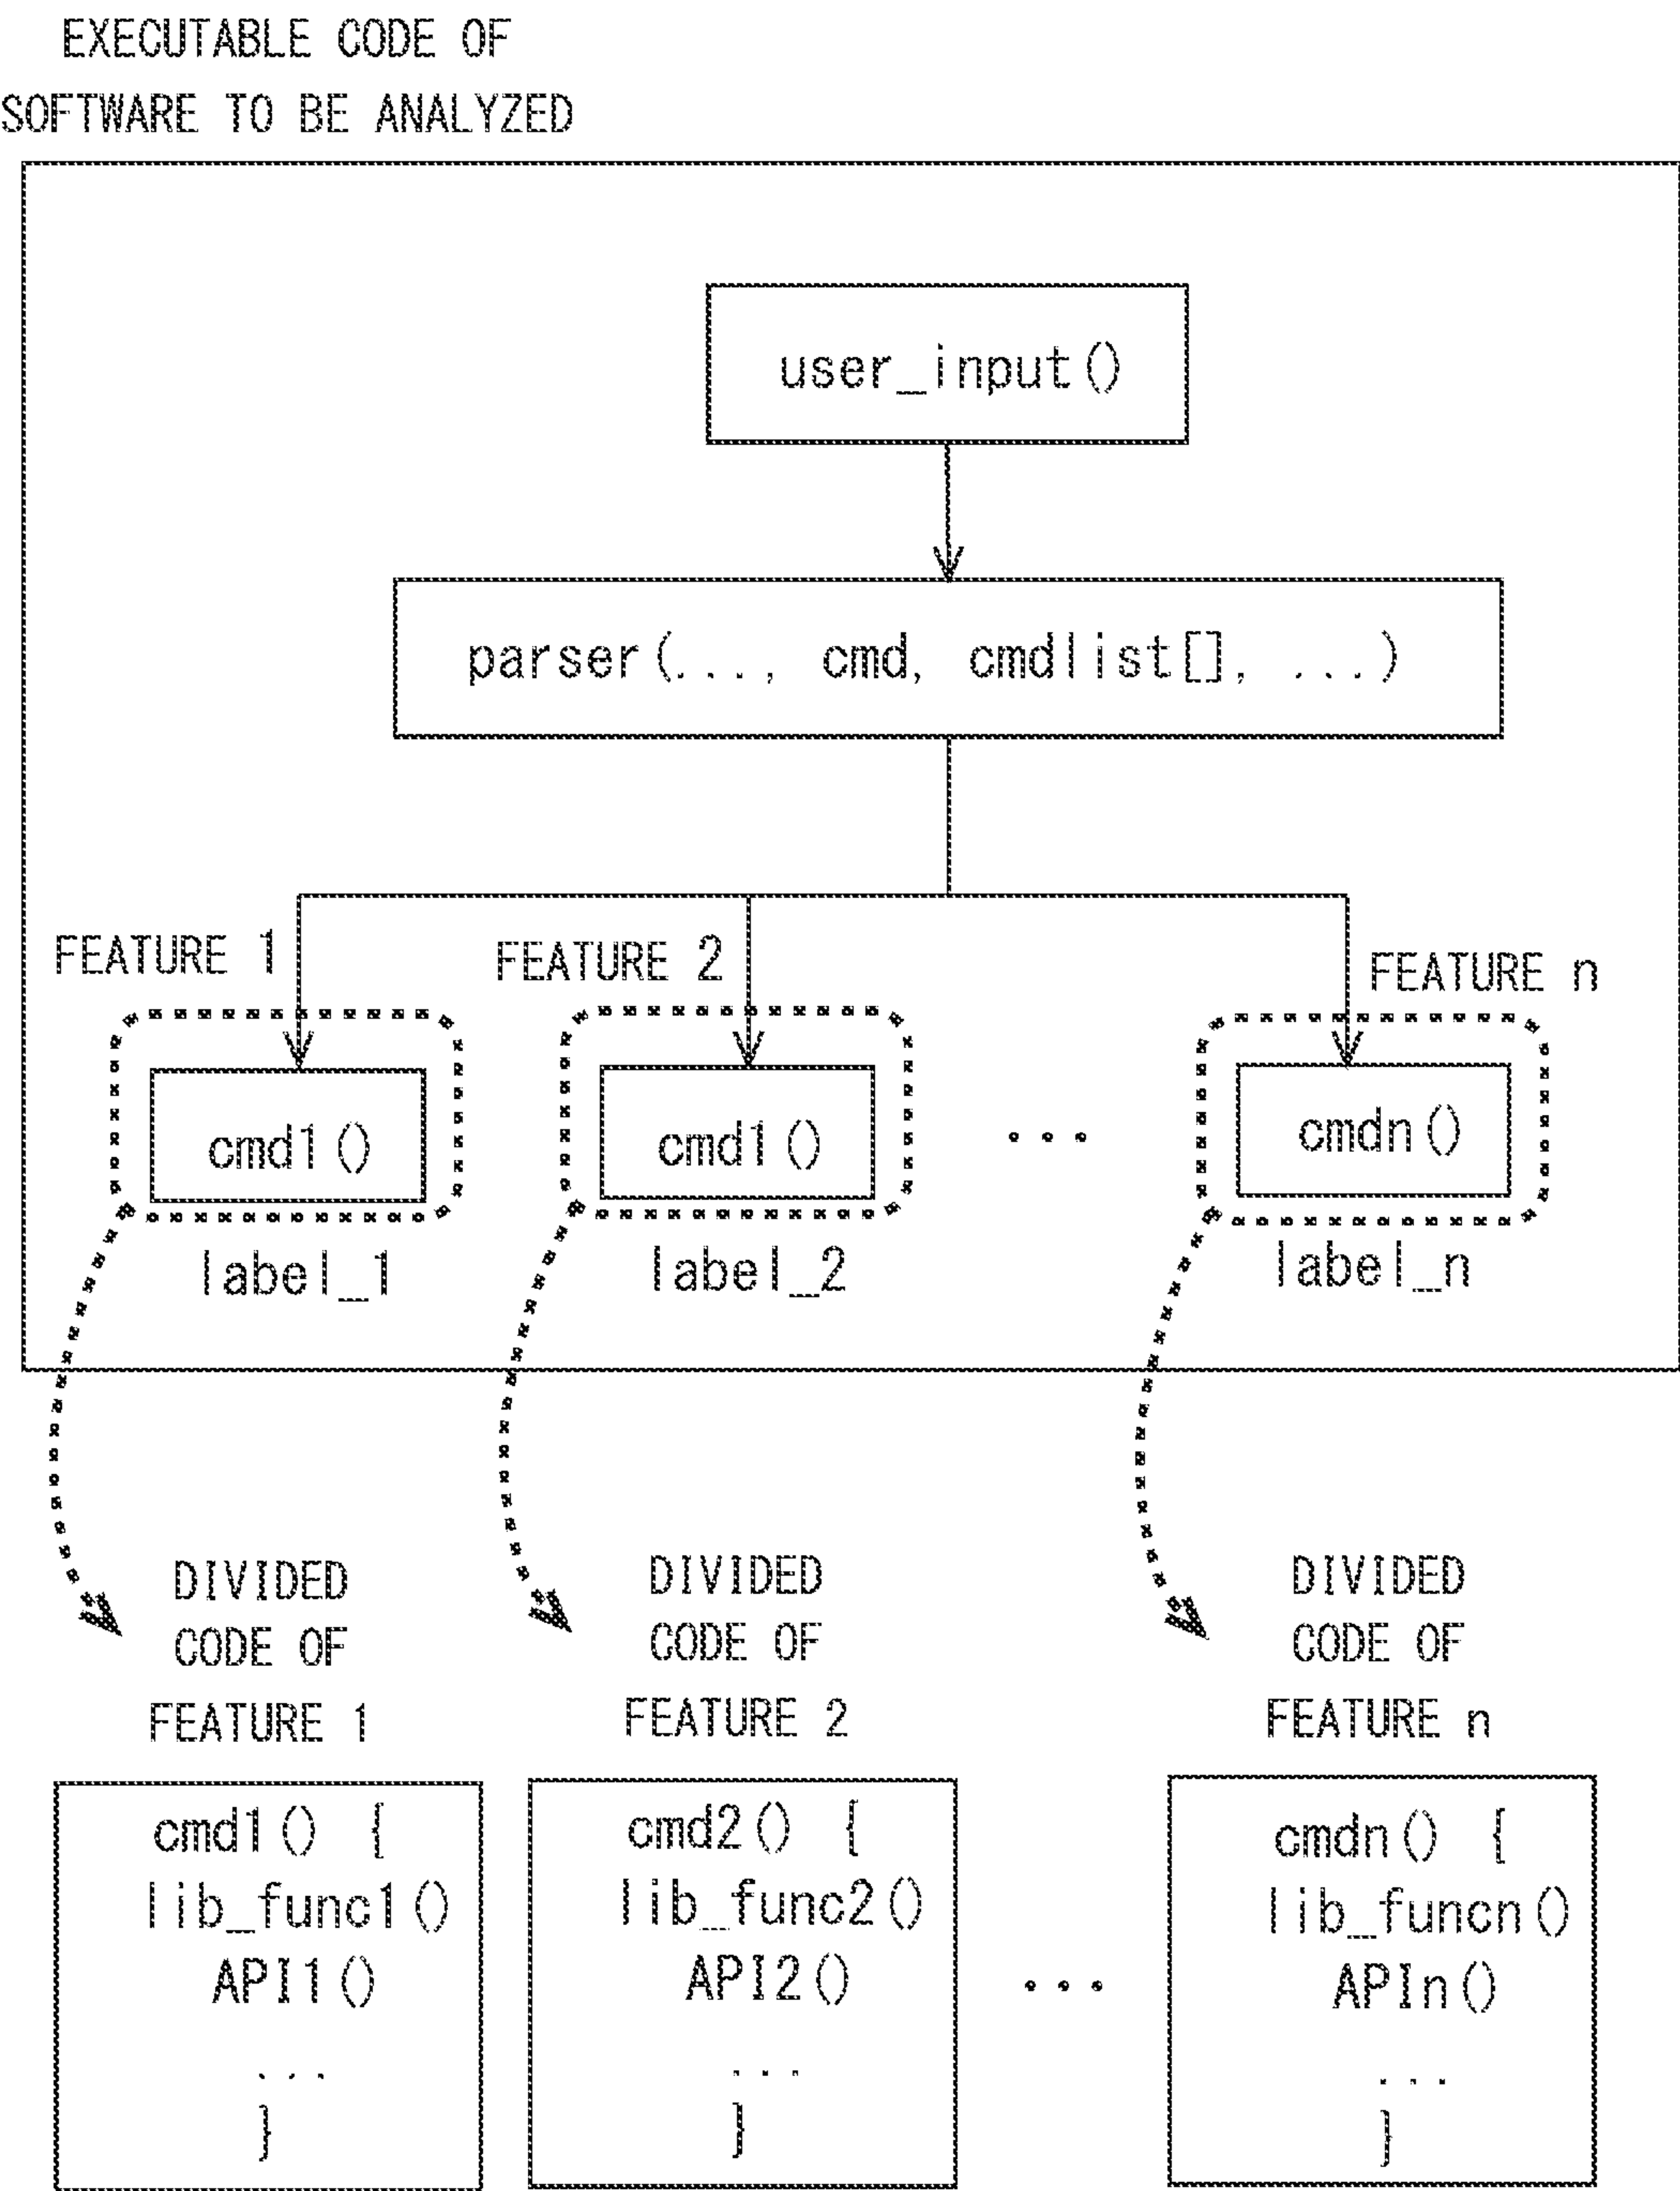 EXECUTABLE CODE OF
SOFTWARE TO BE ANALYZED
user_input()
parser(..., cmd, cmdlist[], ...)
FEATURE 1
FEATURE 2
FEATURE n
cmd1()
cmd1()
...
cmdn()
label_1
label_2
label_n
DIVIDED
CODE OF
FEATURE 1
DIVIDED
CODE OF
FEATURE 2
DIVIDED
CODE OF
FEATURE n
cmd1() {
lib_func1()
API1()
...
}
cmd2() {
lib_func2()
API2()
...
}
...
cmdn() {
lib_funcn()
APIn()
...
}